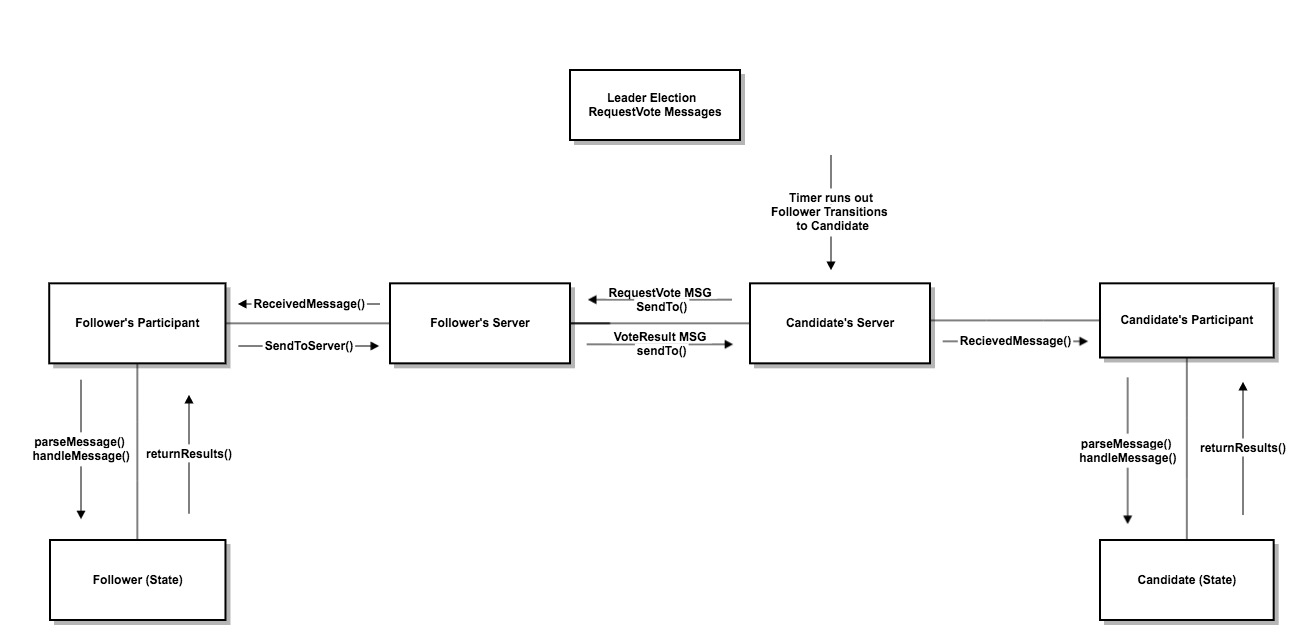 Leader Election
RequestVote Messages
Timer runs out
Follower Transitions
to Candidate
Follower's Participant
ReceivedMessage()
SendToServer()
Follower's Server
RequestVote MSG
SendTo()
VoteResult MSG
sendTo()
Candidate's Server
RecievedMessage()
Candidate's Participant
parseMessage()
handleMessage()
returnResults()
parseMessage()
handleMessage()
returnResults()
Follower (State)
Candidate (State)